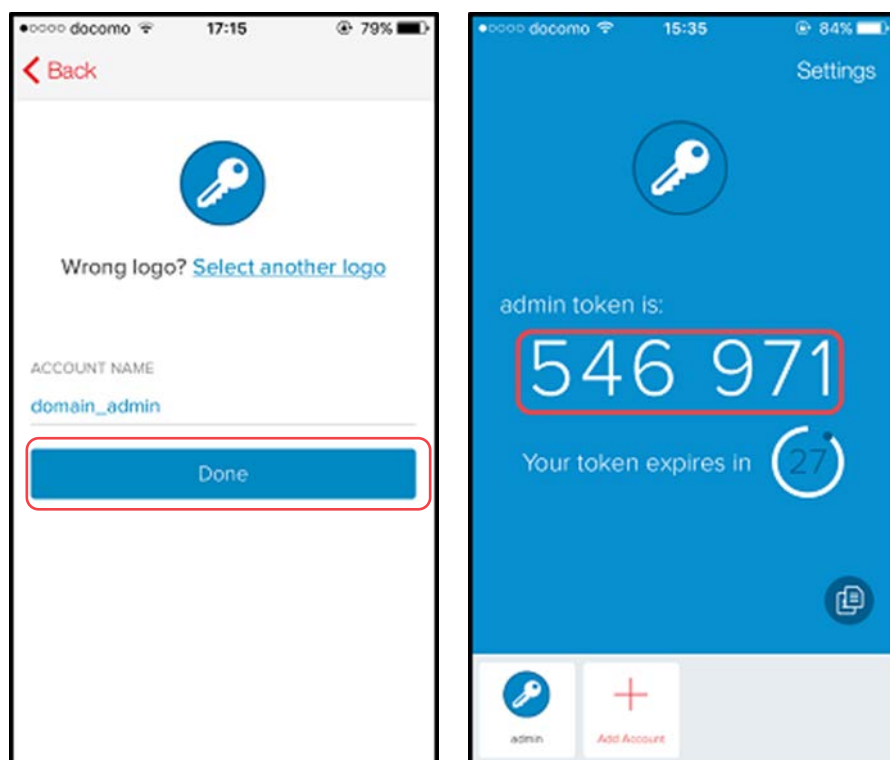 docomo 17:15 79%
Back
Wrong logo? Select another logo
ACCOUNT NAME
domain_admin
Done
docomo 15:35 84%
Settings
admin token is:
546 971
Your token expires in 27
admin
Add Account